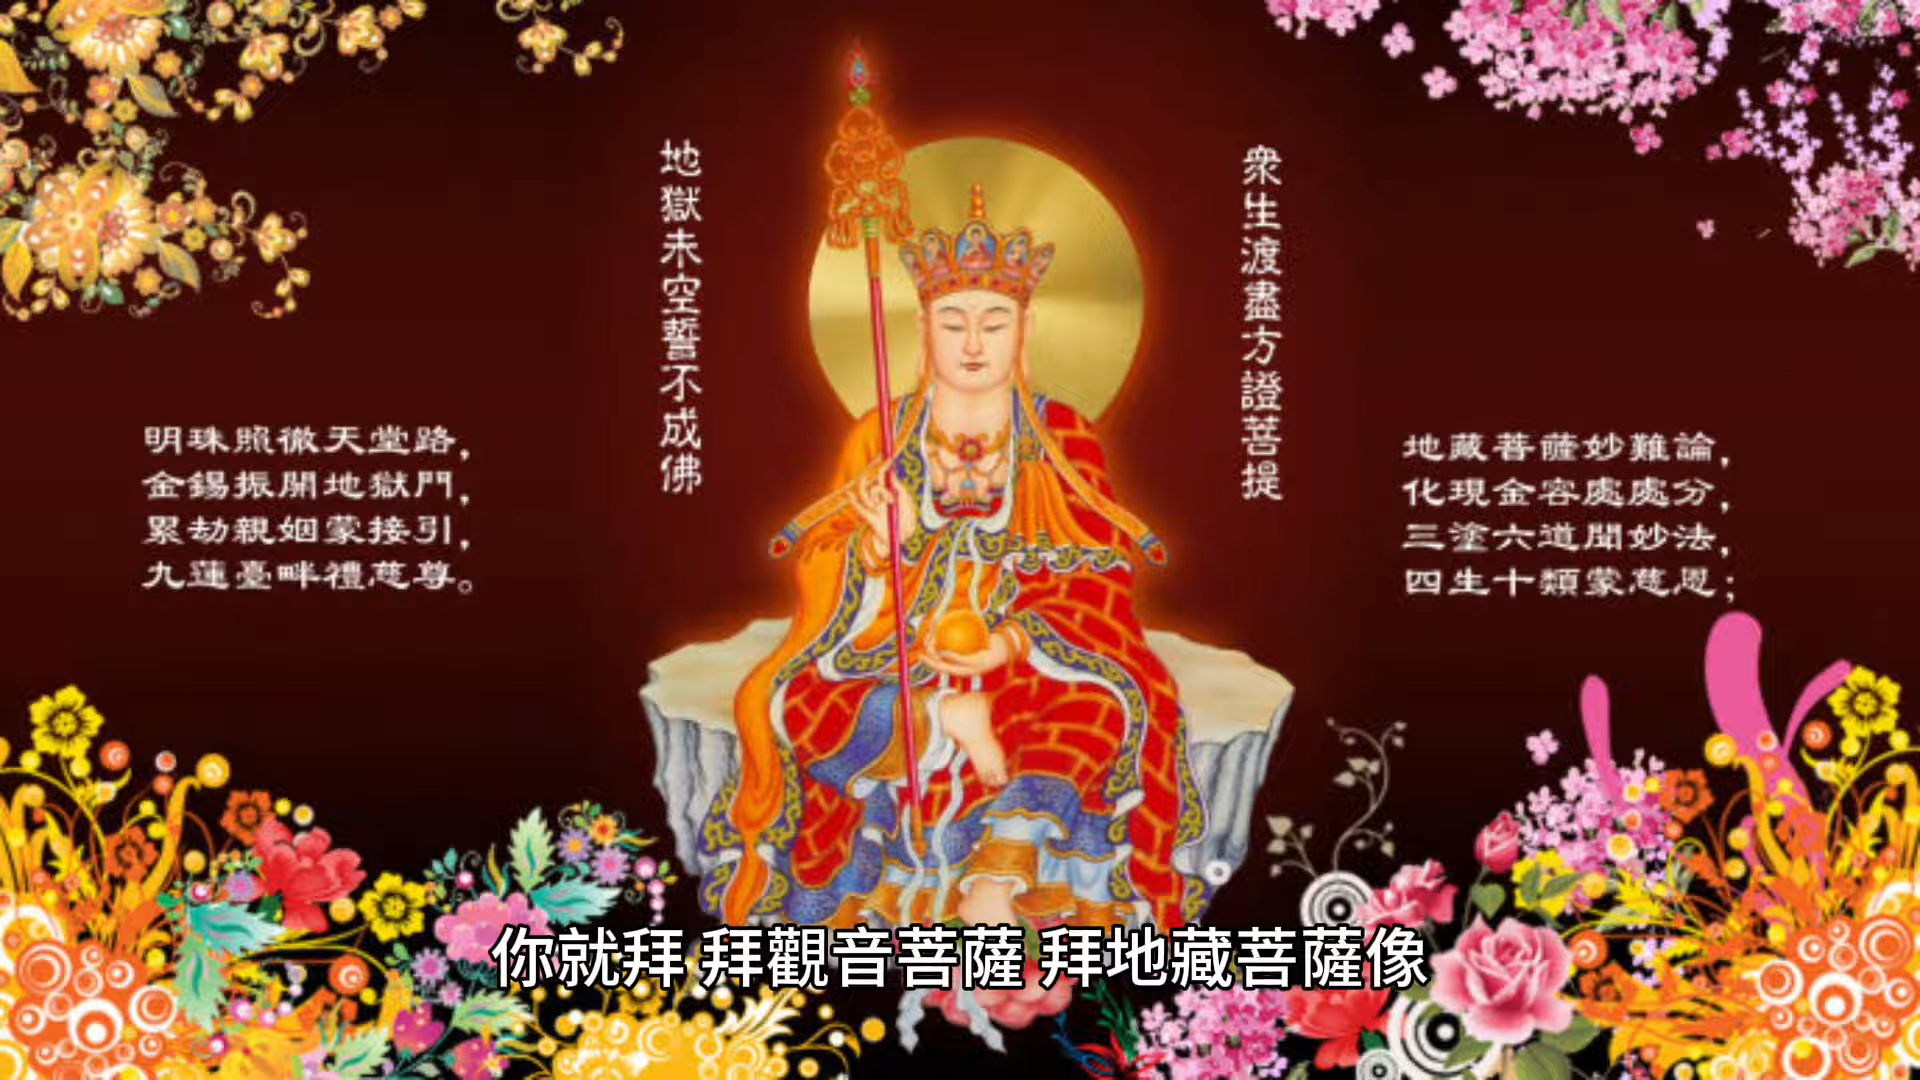 衆生渡盡方證菩提
地獄未空誓不成佛
地藏菩薩妙難論，
化現金容處處分，
三塗六道聞妙法，
四生十類蒙慈恩；
明珠照徹天堂路，
金錫振開地獄門，
累劫親姻蒙接引，
九蓮臺畔禮慈尊。
你就拜 拜觀音菩薩 拜地藏菩薩像